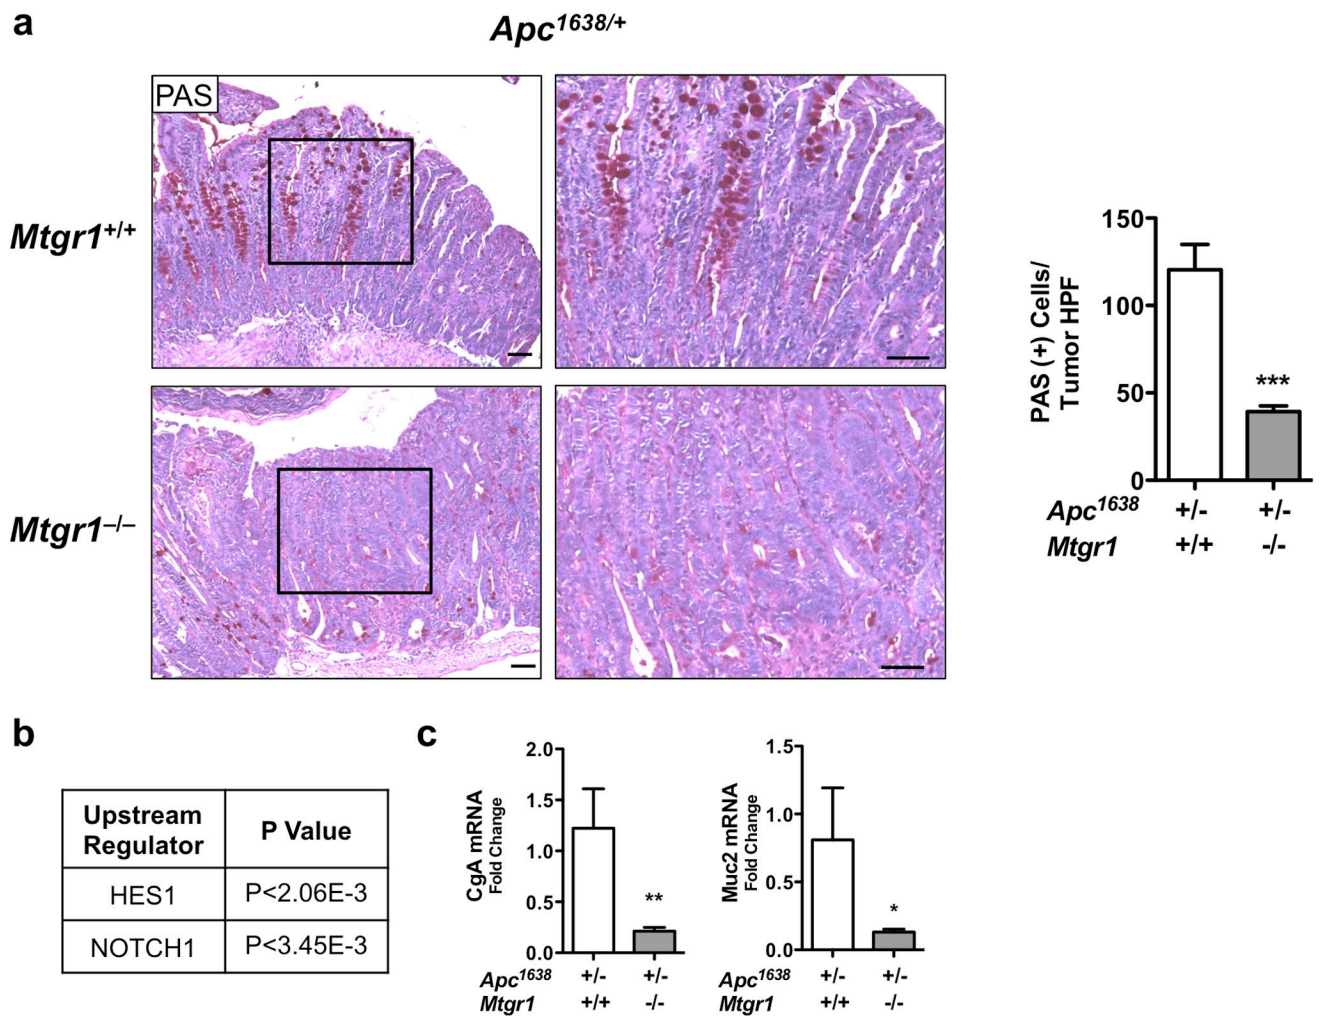 a
Apc1638/+
PAS
Mtgr1+/+
Mtgr1–/–
PAS (+) Cells/
Tumor HPF
150
100
50
0
***
Apc1638 +/- +/-
Mtgr1 +/+ -/-
b
Upstream Regulator P Value
HES1 P<2.06E-3
NOTCH1 P<3.45E-3
c
CgA mRNA
Fold Change
2.0
1.5
1.0
0.5
0.0
**
Apc1638 +/- +/-
Mtgr1 +/+ -/-
Muc2 mRNA
Fold Change
1.5
1.0
0.5
0.0
*
Apc1638 +/- +/-
Mtgr1 +/+ -/-